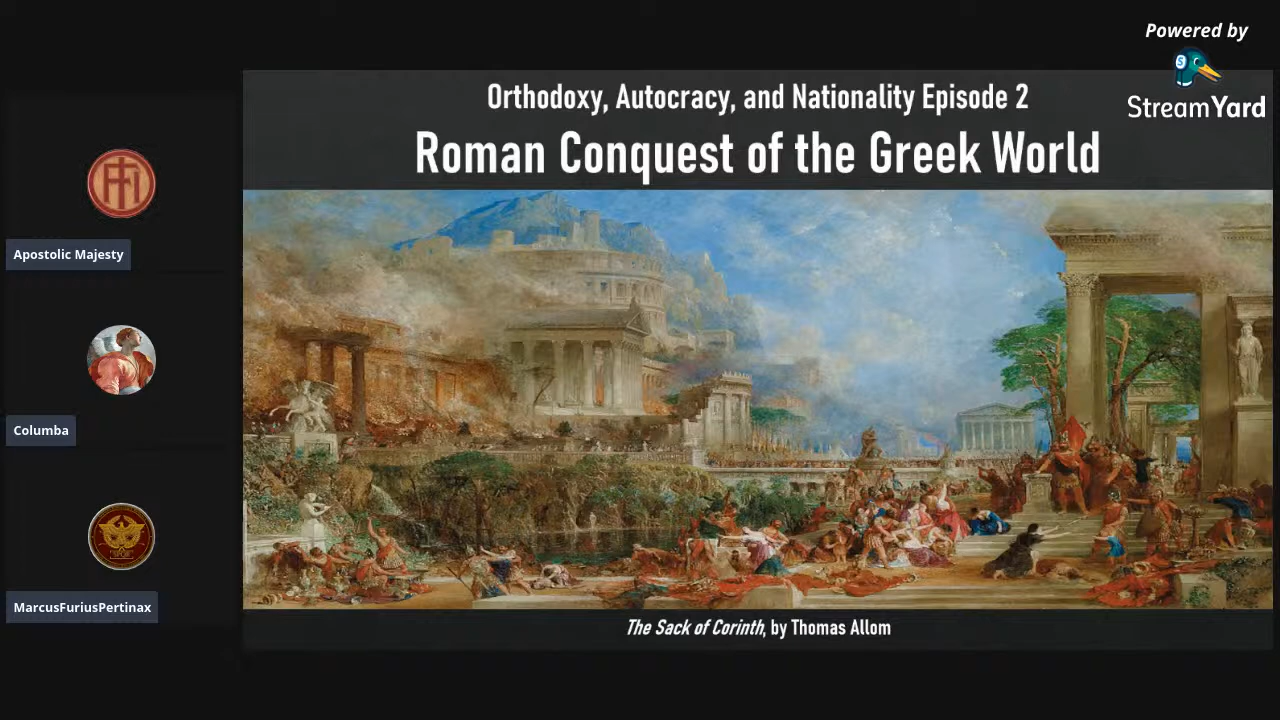 Powered by
StreamYard
Orthodoxy, Autocracy, and Nationality Episode 2
Roman Conquest of the Greek World
Apostolic Majesty
Columba
MarcusFuriusPertinax
The Sack of Corinth, by Thomas Allom